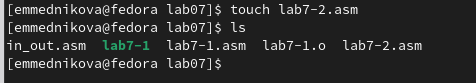 [emmednikova@fedora lab07]$ touch lab7-2.asm
[emmednikova@fedora lab07]$ ls
in_out.asm  lab7-1  lab7-1.asm  lab7-1.o  lab7-2.asm
[emmednikova@fedora lab07]$